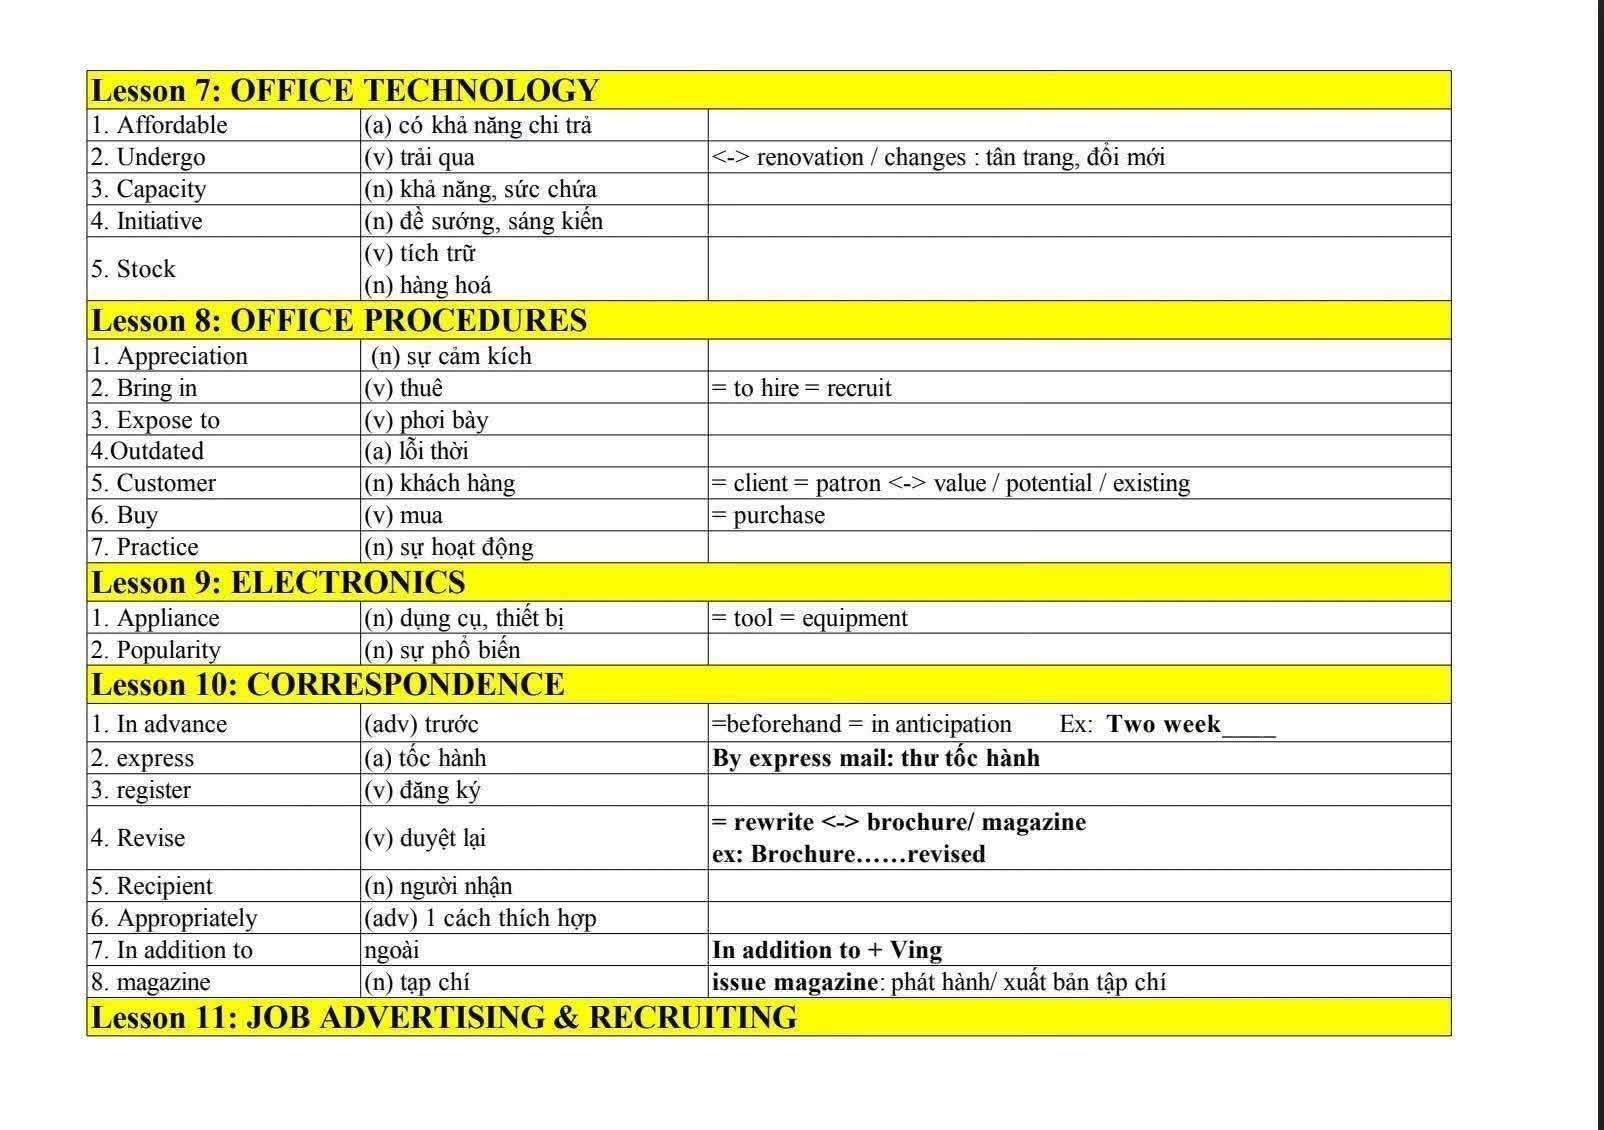 Lesson 7: OFFICE TECHNOLOGY
1. Affordable (a) có khả năng chi trả
2. Undergo (v) trải qua <-> renovation / changes : tân trang, đổi mới
3. Capacity (n) khả năng, sức chứa
4. Initiative (n) đề sướng, sáng kiến
5. Stock (v) tích trữ
(n) hàng hoá
Lesson 8: OFFICE PROCEDURES
1. Appreciation (n) sự cảm kích
2. Bring in (v) thuê = to hire = recruit
3. Expose to (v) phơi bày
4.Outdated (a) lỗi thời
5. Customer (n) khách hàng = client = patron <-> value / potential / existing
6. Buy (v) mua = purchase
7. Practice (n) sự hoạt động
Lesson 9: ELECTRONICS
1. Appliance (n) dụng cụ, thiết bị = tool = equipment
2. Popularity (n) sự phổ biến
Lesson 10: CORRESPONDENCE
1. In advance (adv) trước =beforehand = in anticipation Ex: Two week____
2. express (a) tốc hành By express mail: thư tốc hành
3. register (v) đăng ký
4. Revise (v) duyệt lại = rewrite <-> brochure/ magazine
ex: Brochure……revised
5. Recipient (n) người nhận
6. Appropriately (adv) 1 cách thích hợp
7. In addition to ngoài In addition to + Ving
8. magazine (n) tạp chí issue magazine: phát hành/ xuất bản tập chí
Lesson 11: JOB ADVERTISING & RECRUITING